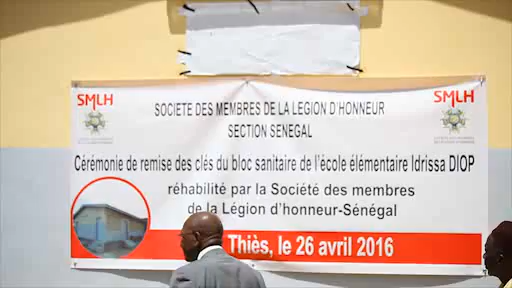 SMLH
SMLH
SOCIETE DES MEMBRES DE LA LEGION D'HONNEUR
SECTION SENEGAL
Cérémonie de remise des clés du bloc sanitaire de l'école élémentaire Idrissa DIOP
réhabilité par la Société des membres
de la Légion d'honneur-Sénégal
Thiès, le 26 avril 2016